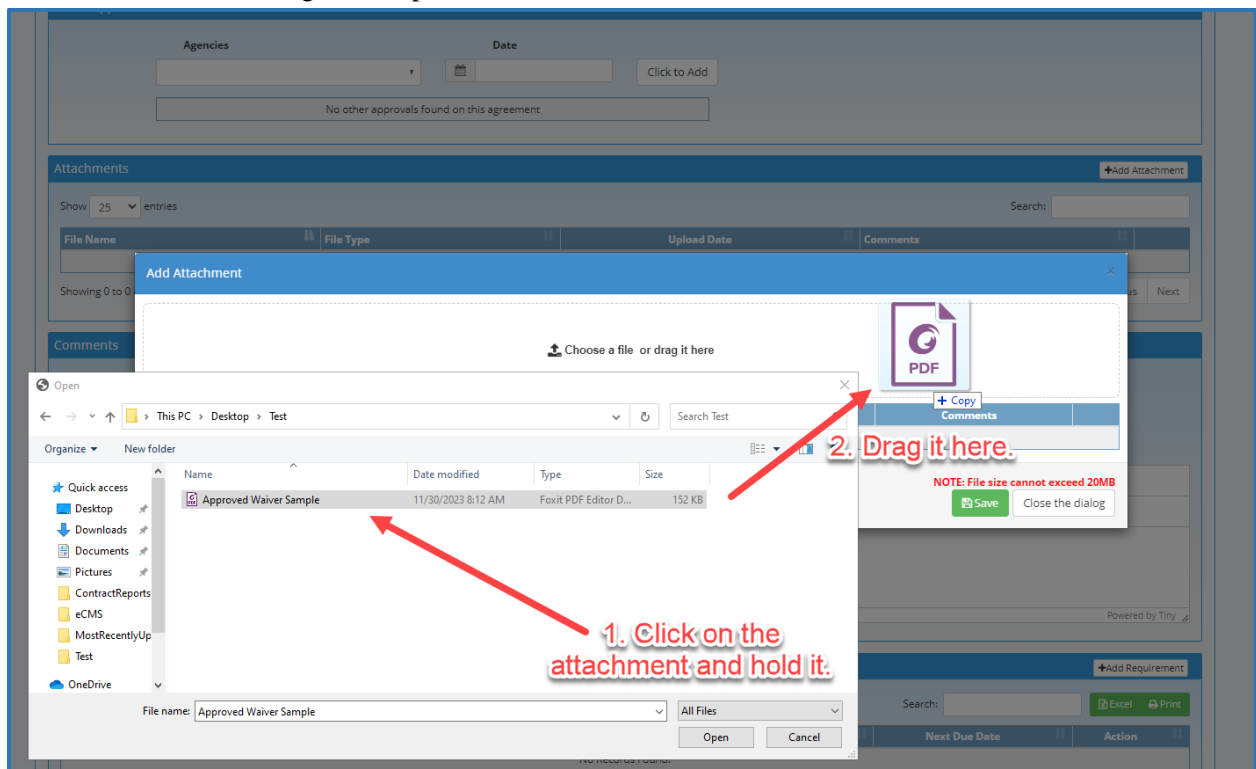 Agencies Date
Click to Add
No other approvals found on this agreement
Attachments +Add Attachment
Show 25 entries Search:
File Name File Type Upload Date Comments
Add Attachment ×
Showing 0 to 0 Next
Choose a file or drag it here
PDF
+ Copy
Comments
Comments
2. Drag it here.
NOTE: File size cannot exceed 20MB
Save Close the dialog
Open
This PC > Desktop > Test Search Test
Organize New folder
Name Date modified Type Size
Approved Waiver Sample 11/30/2023 8:12 AM Foxit PDF Editor D... 152 KB
Quick access
Desktop
Downloads
Documents
Pictures
ContractReports
eCMS
MostRecentlyUp
Test
OneDrive
1. Click on the
attachment and hold it.
File name: Approved Waiver Sample All Files
Open Cancel
Powered by Tiny
+Add Requirement
Search: Excel Print
Next Due Date Action
No Records Found.